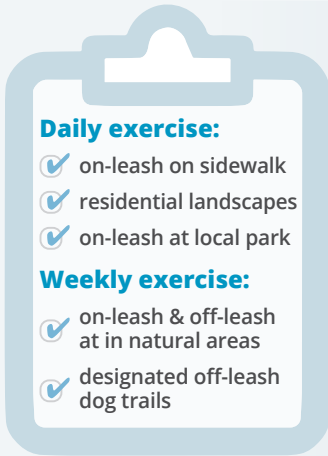 Daily exercise:
on-leash on sidewalk
residential landscapes
on-leash at local park
Weekly exercise:
on-leash & off-leash
at in natural areas
designated off-leash
dog trails